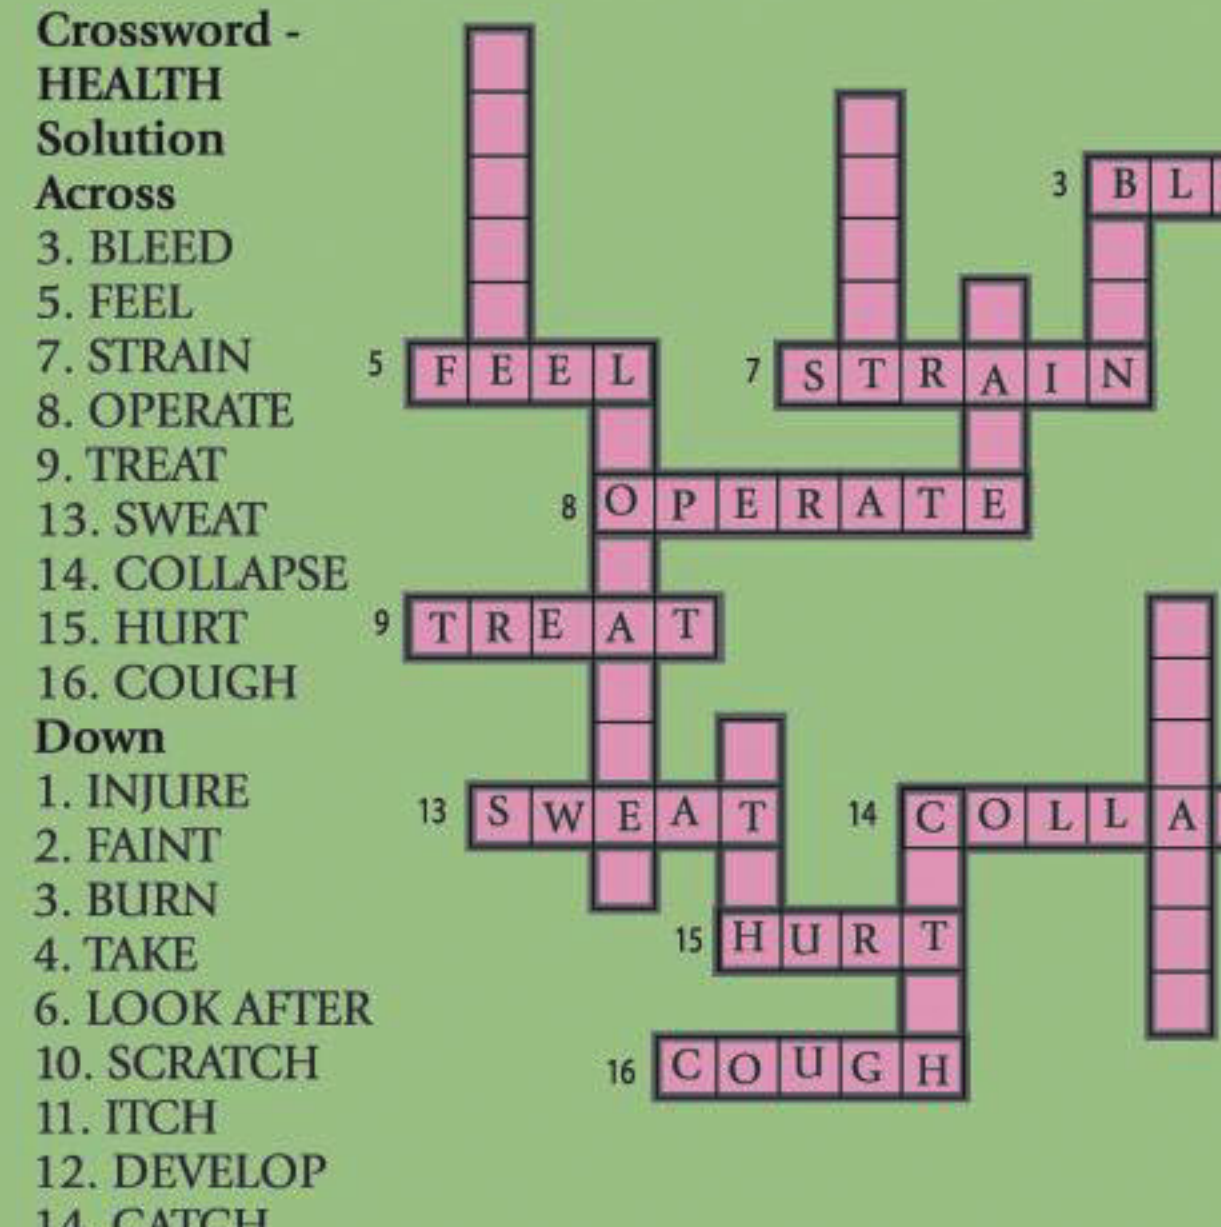 Crossword -
HEALTH
Solution
Across
3. BLEED
5. FEEL
7. STRAIN
8. OPERATE
9. TREAT
13. SWEAT
14. COLLAPSE
15. HURT
16. COUGH
Down
1. INJURE
2. FAINT
3. BURN
4. TAKE
6. LOOK AFTER
10. SCRATCH
11. ITCH
12. DEVELOP
14. CATCH
3 B L
5 F E E L
7 S T R A I N
8 O P E R A T E
9 T R E A T
13 S W E A T
14 C O L L A
15 H U R T
16 C O U G H